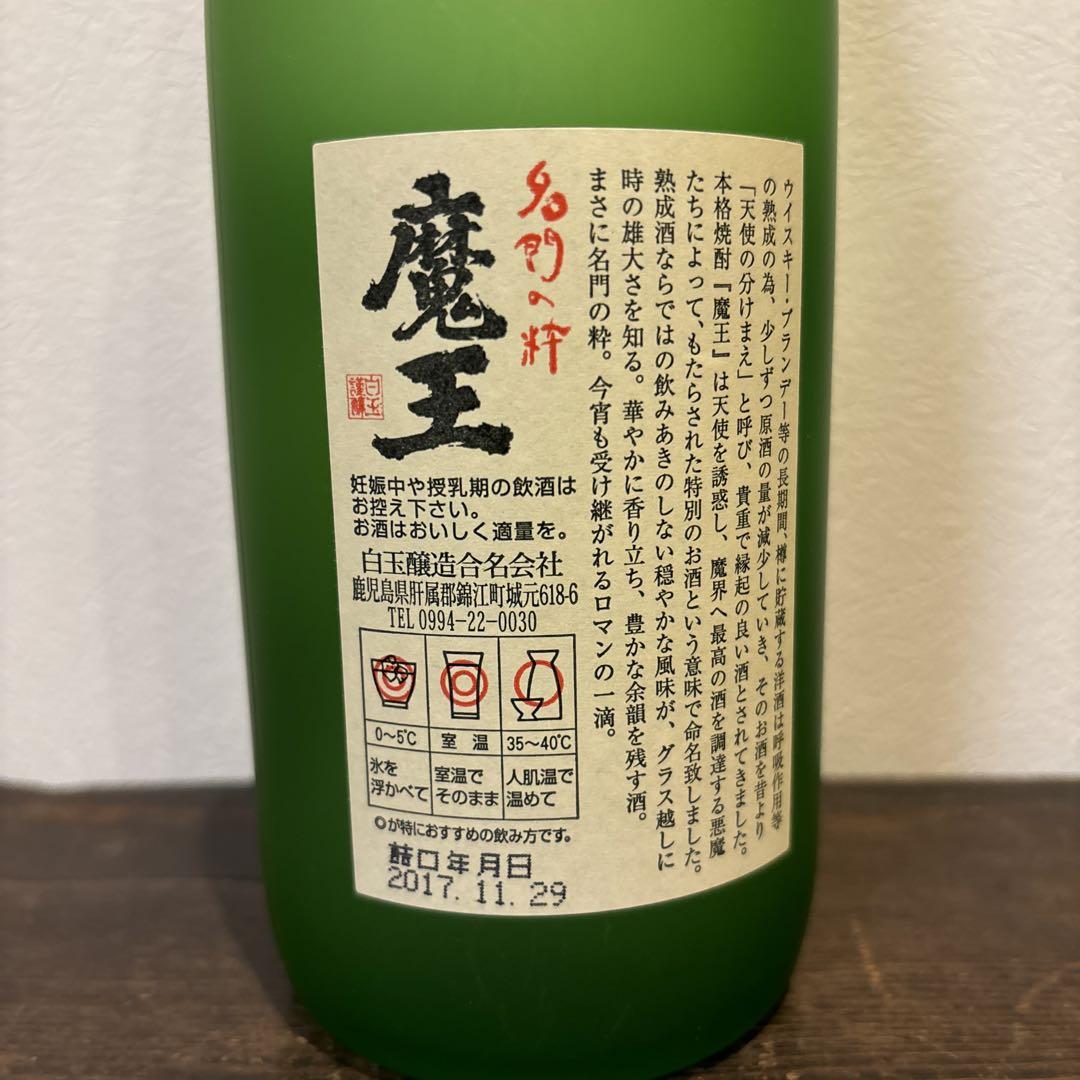 ウイスキー・ブランデー等の長期間、樽に貯蔵する洋酒は呼吸作用等
の熟成の為、少しずつ原酒の量が減少していき、そのお酒を昔より
「天使の分けまえ」と呼び、貴重で縁起の良い酒とされてきました。
本格焼酎『魔王』は天使を誘惑し、魔界へ最高の酒を調達する悪魔
たちによって、もたらされた特別のお酒という意味で命名致しました。
熟成酒ならではの飲みあきのしない穏やかな風味が、グラス越しに
時の雄大さを知る。華やかに香り立ち、豊かな余韻を残す酒。
まさに名門の粋。今宵も受け継がれるロマンの一滴。
名門の粋
魔王
白玉
謹醸
妊娠中や授乳期の飲酒は
お控え下さい。
お酒はおいしく適量を。
白玉醸造合名会社
鹿児島県肝属郡錦江町城元618-6
TEL 0994-22-0030
0〜5℃ 室温 35〜40℃
氷を 室温で 人肌温で
浮かべて そのまま 温めて
◎が特におすすめの飲み方です。
詰口年月日
2017.11.29